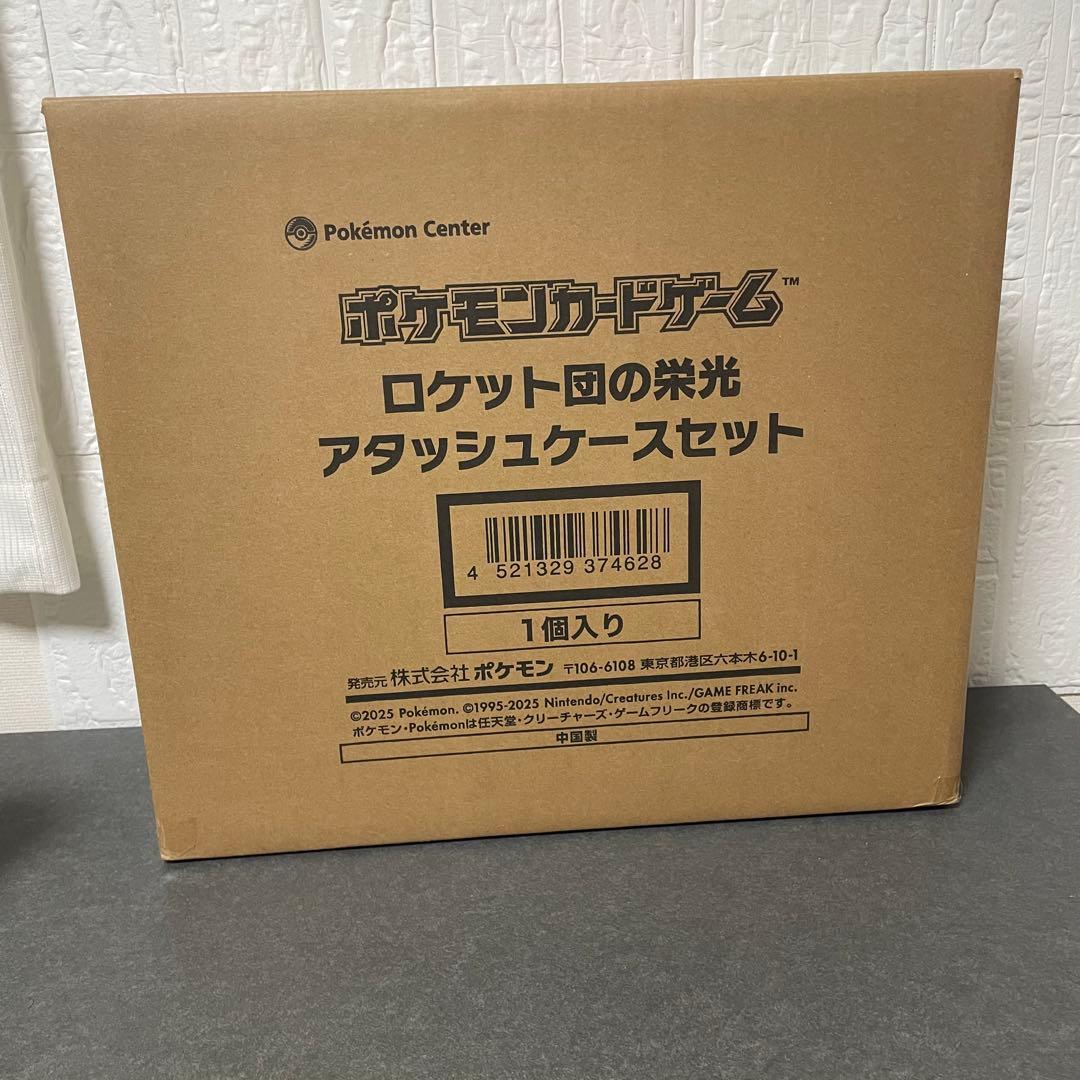 Pokémon Center
ポケモンカードゲーム™
ロケット団の栄光
アタッシュケースセット
4 521329 374628
1個入り
発売元 株式会社 ポケモン 〒106-6108 東京都港区六本木6-10-1
©2025 Pokémon. ©1995-2025 Nintendo/Creatures Inc./GAME FREAK inc.
ポケモン・Pokémonは任天堂・クリーチャーズ・ゲームフリークの登録商標です。
中国製